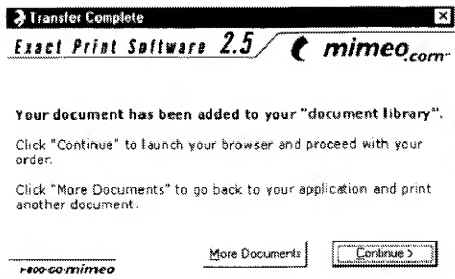 Transfer Complete
Exact Print Software 2.5 mimeo.com
Your document has been added to your "document library".
Click "Continue" to launch your browser and proceed with your
order.
Click "More Documents" to go back to your application and print
another document.
1-800-GO-mimeo
More Documents
Continue >